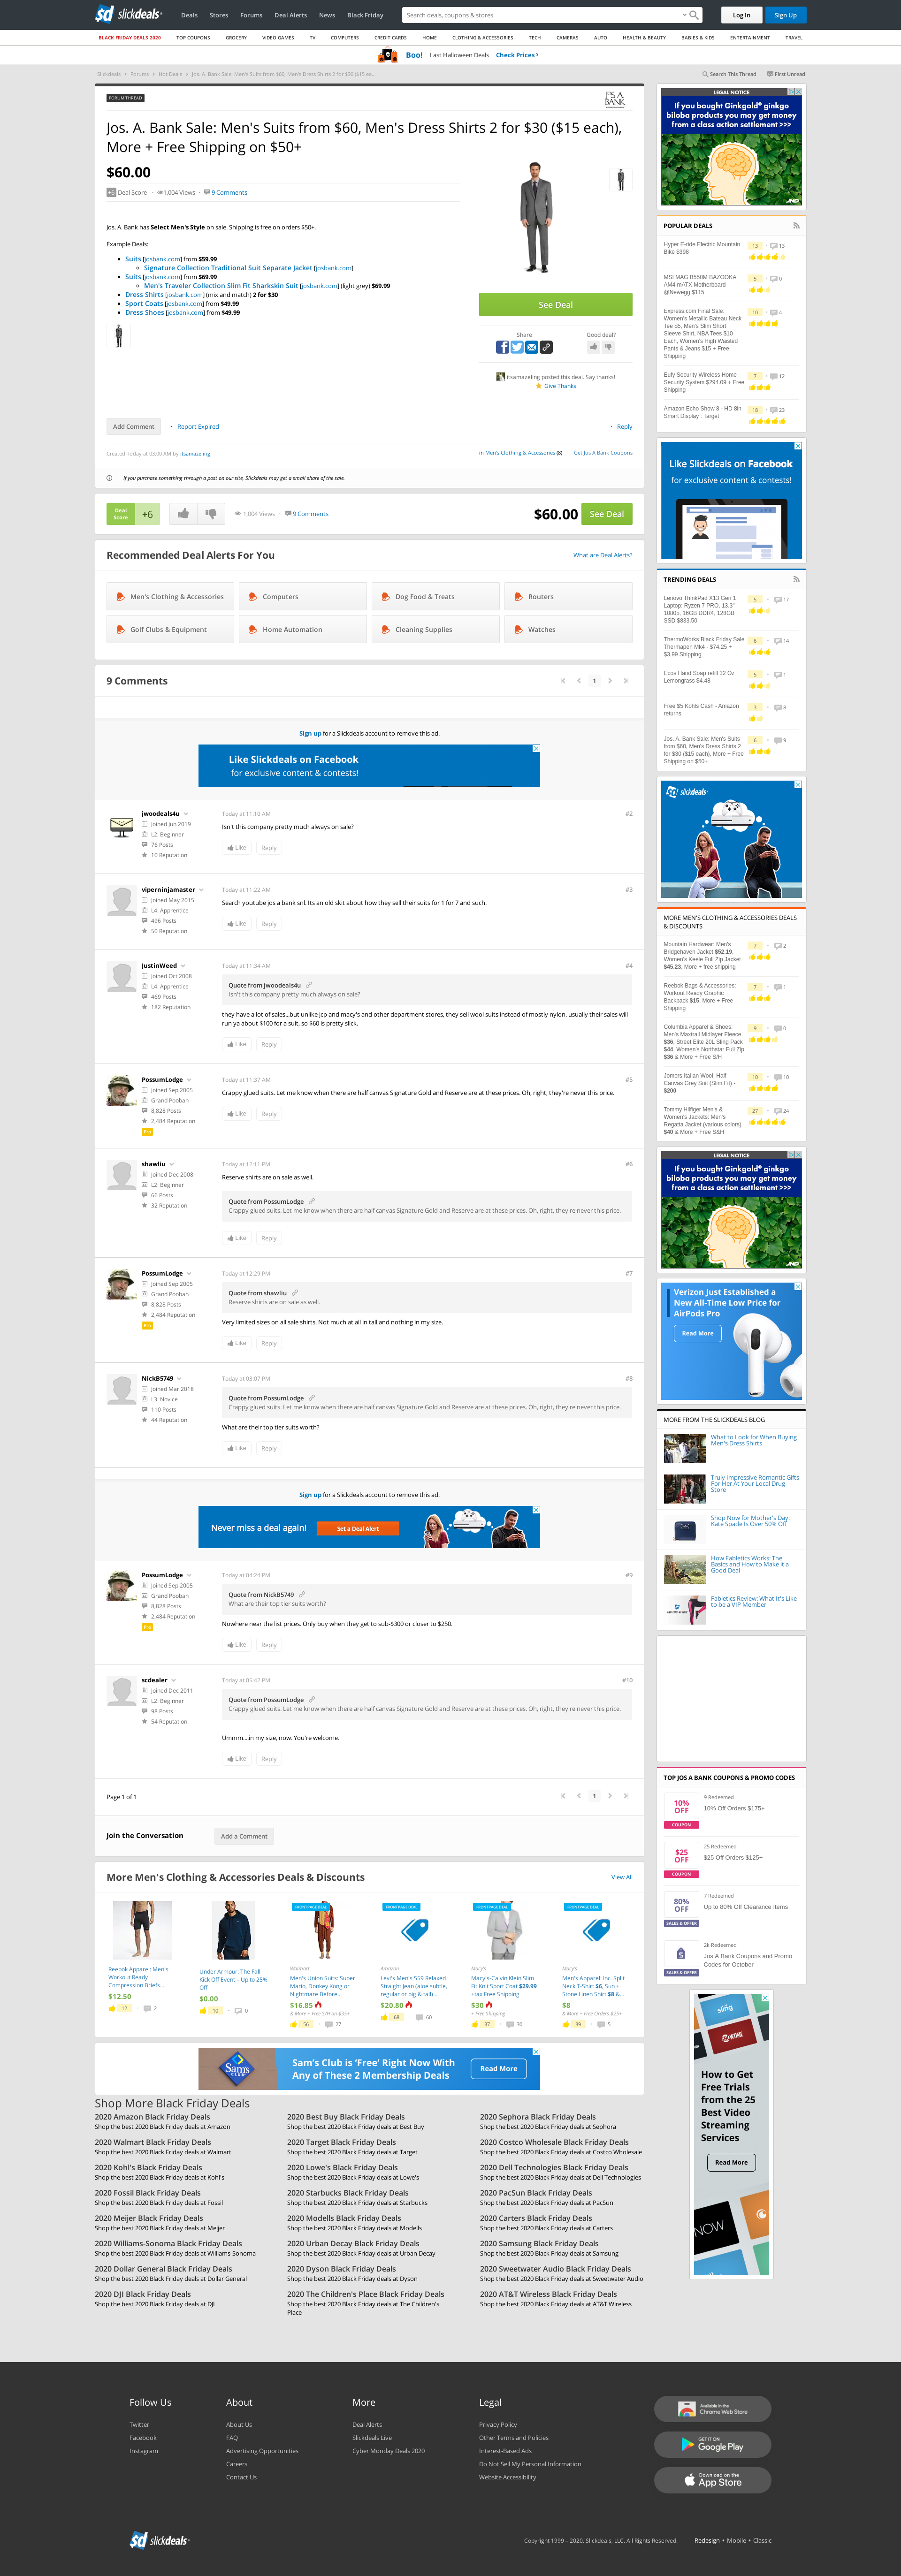 slickdeals
Deals Stores Forums Deal Alerts News Black Friday
Search deals, coupons & stores
Log In
Sign Up
BLACK FRIDAY DEALS 2020 TOP COUPONS GROCERY VIDEO GAMES TV COMPUTERS CREDIT CARDS HOME CLOTHING & ACCESSORIES TECH CAMERAS AUTO HEALTH & BEAUTY BABIES & KIDS ENTERTAINMENT TRAVEL
Boo! Last Halloween Deals Check Prices
Slickdeals Forums Hot Deals Jos. A. Bank Sale: Men's Suits from $60, Men's Dress Shirts 2 for $30 ($15 ea...
Search This Thread First Unread
FORUM THREAD
JOS A BANK
Jos. A. Bank Sale: Men's Suits from $60, Men's Dress Shirts 2 for $30 ($15 each), More + Free Shipping on $50+
$60.00
+6 Deal Score 1,004 Views 9 Comments
Jos. A. Bank has Select Men's Style on sale. Shipping is free on orders $50+.
Example Deals:
Suits [josbank.com] from $59.99
Signature Collection Traditional Suit Separate Jacket [josbank.com]
Suits [josbank.com] from $69.99
Men's Traveler Collection Slim Fit Sharkskin Suit [josbank.com] (light grey) $69.99
Dress Shirts [josbank.com] (mix and match) 2 for $30
Sport Coats [josbank.com] from $49.99
Dress Shoes [josbank.com] from $49.99
See Deal
Share
Good deal?
itsamazeling posted this deal. Say thanks!
Give Thanks
Add Comment Report Expired
Reply
Created Today at 03:00 AM by itsamazeling
in Men's Clothing & Accessories (8) Get Jos A Bank Coupons
If you purchase something through a post on our site, Slickdeals may get a small share of the sale.
Deal Score +6
1,004 Views 9 Comments
$60.00 See Deal
Recommended Deal Alerts For You
What are Deal Alerts?
Men's Clothing & Accessories
Computers
Dog Food & Treats
Routers
Golf Clubs & Equipment
Home Automation
Cleaning Supplies
Watches
9 Comments
1
Sign up for a Slickdeals account to remove this ad.
Like Slickdeals on Facebook
for exclusive content & contests!
jwoodeals4u
Joined Jun 2019
L2: Beginner
76 Posts
10 Reputation
Today at 11:10 AM
#2
Isn't this company pretty much always on sale?
Like Reply
viperninjamaster
Joined May 2015
L4: Apprentice
496 Posts
50 Reputation
Today at 11:22 AM
#3
Search youtube jos a bank snl. Its an old skit about how they sell their suits for 1 for 7 and such.
Like Reply
JustinWeed
Joined Oct 2008
L4: Apprentice
469 Posts
182 Reputation
Today at 11:34 AM
#4
Quote from jwoodeals4u
Isn't this company pretty much always on sale?
they have a lot of sales...but unlike jcp and macy's and other department stores, they sell wool suits instead of mostly nylon. usually their sales will run ya about $100 for a suit, so $60 is pretty slick.
Like Reply
PossumLodge
Joined Sep 2005
Grand Poobah
8,828 Posts
2,484 Reputation
Pro
Today at 11:37 AM
#5
Crappy glued suits. Let me know when there are half canvas Signature Gold and Reserve are at these prices. Oh, right, they're never this price.
Like Reply
shawliu
Joined Dec 2008
L2: Beginner
66 Posts
32 Reputation
Today at 12:11 PM
#6
Reserve shirts are on sale as well.
Quote from PossumLodge
Crappy glued suits. Let me know when there are half canvas Signature Gold and Reserve are at these prices. Oh, right, they're never this price.
Like Reply
PossumLodge
Joined Sep 2005
Grand Poobah
8,828 Posts
2,484 Reputation
Pro
Today at 12:29 PM
#7
Quote from shawliu
Reserve shirts are on sale as well.
Very limited sizes on all sale shirts. Not much at all in tall and nothing in my size.
Like Reply
NickB5749
Joined Mar 2018
L3: Novice
110 Posts
44 Reputation
Today at 03:07 PM
#8
Quote from PossumLodge
Crappy glued suits. Let me know when there are half canvas Signature Gold and Reserve are at these prices. Oh, right, they're never this price.
What are their top tier suits worth?
Like Reply
Sign up for a Slickdeals account to remove this ad.
Never miss a deal again! Set a Deal Alert
PossumLodge
Joined Sep 2005
Grand Poobah
8,828 Posts
2,484 Reputation
Pro
Today at 04:24 PM
#9
Quote from NickB5749
What are their top tier suits worth?
Nowhere near the list prices. Only buy when they get to sub-$300 or closer to $250.
Like Reply
scdealer
Joined Dec 2011
L2: Beginner
98 Posts
54 Reputation
Today at 05:42 PM
#10
Quote from PossumLodge
Crappy glued suits. Let me know when there are half canvas Signature Gold and Reserve are at these prices. Oh, right, they're never this price.
Ummm....in my size, now. You're welcome.
Like Reply
Page 1 of 1
1
Join the Conversation
Add a Comment
More Men's Clothing & Accessories Deals & Discounts
View All
Reebok Apparel: Men's Workout Ready Compression Briefs...
$12.50
12 2
Under Armour: The Fall Kick Off Event – Up to 25% Off
$0.00
10 0
FRONTPAGE DEAL
Walmart
Men's Union Suits: Super Mario, Donkey Kong or Nightmare Before...
$16.85
& More + Free S/H on $35+
56 27
FRONTPAGE DEAL
Amazon
Levi's Men's 559 Relaxed Straight Jean (aloe subtle, regular or big & tall)...
$20.80
68 60
FRONTPAGE DEAL
Macy's
Macy's-Calvin Klein Slim Fit Knit Sport Coat $29.99 +tax Free Shipping
$30
+ Free Shipping
37 30
FRONTPAGE DEAL
Macy's
Men's Apparel: Inc. Split Neck T-Shirt $6, Sun + Stone Linen Shirt $8 &...
$8
& More + Free Orders $25+
39 5
Sam's Club
Sam's Club is 'Free' Right Now With Any of These 2 Membership Deals
Read More
Shop More Black Friday Deals
2020 Amazon Black Friday Deals
Shop the best 2020 Black Friday deals at Amazon
2020 Best Buy Black Friday Deals
Shop the best 2020 Black Friday deals at Best Buy
2020 Sephora Black Friday Deals
Shop the best 2020 Black Friday deals at Sephora
2020 Walmart Black Friday Deals
Shop the best 2020 Black Friday deals at Walmart
2020 Target Black Friday Deals
Shop the best 2020 Black Friday deals at Target
2020 Costco Wholesale Black Friday Deals
Shop the best 2020 Black Friday deals at Costco Wholesale
2020 Kohl's Black Friday Deals
Shop the best 2020 Black Friday deals at Kohl's
2020 Lowe's Black Friday Deals
Shop the best 2020 Black Friday deals at Lowe's
2020 Dell Technologies Black Friday Deals
Shop the best 2020 Black Friday deals at Dell Technologies
2020 Fossil Black Friday Deals
Shop the best 2020 Black Friday deals at Fossil
2020 Starbucks Black Friday Deals
Shop the best 2020 Black Friday deals at Starbucks
2020 PacSun Black Friday Deals
Shop the best 2020 Black Friday deals at PacSun
2020 Meijer Black Friday Deals
Shop the best 2020 Black Friday deals at Meijer
2020 Modells Black Friday Deals
Shop the best 2020 Black Friday deals at Modells
2020 Carters Black Friday Deals
Shop the best 2020 Black Friday deals at Carters
2020 Williams-Sonoma Black Friday Deals
Shop the best 2020 Black Friday deals at Williams-Sonoma
2020 Urban Decay Black Friday Deals
Shop the best 2020 Black Friday deals at Urban Decay
2020 Samsung Black Friday Deals
Shop the best 2020 Black Friday deals at Samsung
2020 Dollar General Black Friday Deals
Shop the best 2020 Black Friday deals at Dollar General
2020 Dyson Black Friday Deals
Shop the best 2020 Black Friday deals at Dyson
2020 Sweetwater Audio Black Friday Deals
Shop the best 2020 Black Friday deals at Sweetwater Audio
2020 DJI Black Friday Deals
Shop the best 2020 Black Friday deals at DJI
2020 The Children's Place Black Friday Deals
Shop the best 2020 Black Friday deals at The Children's Place
2020 AT&T Wireless Black Friday Deals
Shop the best 2020 Black Friday deals at AT&T Wireless
LEGAL NOTICE
If you bought Ginkgold® ginkgo biloba products you may get money from a class action settlement >>>
POPULAR DEALS
Hyper E-ride Electric Mountain Bike $398
13 13
MSI MAG B550M BAZOOKA AM4 mATX Motherboard @Newegg $115
5 0
Express.com Final Sale: Women's Metallic Bateau Neck Tee $5, Men's Slim Short Sleeve Shirt, NBA Tees $10 Each, Women's High Waisted Pants & Jeans $15 + Free Shipping
10 4
Eufy Security Wireless Home Security System $294.09 + Free Shipping
7 12
Amazon Echo Show 8 - HD 8in Smart Display : Target
18 23
Like Slickdeals on Facebook
for exclusive content & contests!
TRENDING DEALS
Lenovo ThinkPad X13 Gen 1 Laptop: Ryzen 7 PRO, 13.3" 1080p, 16GB DDR4, 128GB SSD $833.50
5 17
ThermoWorks Black Friday Sale Thermapen Mk4 - $74.25 + $3.99 Shipping
6 14
Ecos Hand Soap refill 32 Oz Lemongrass $4.48
5 1
Free $5 Kohls Cash - Amazon returns
3 8
Jos. A. Bank Sale: Men's Suits from $60, Men's Dress Shirts 2 for $30 ($15 each), More + Free Shipping on $50+
6 9
slickdeals
MORE MEN'S CLOTHING & ACCESSORIES DEALS & DISCOUNTS
Mountain Hardwear: Men's Bridgehaven Jacket $52.19, Women's Keele Full Zip Jacket $45.23, More + free shipping
7 2
Reebok Bags & Accessories: Workout Ready Graphic Backpack $15, More + Free Shipping
7 1
Columbia Apparel & Shoes: Men's Maxtrail Midlayer Fleece $36, Street Elite 20L Sling Pack $44, Women's Northstar Full Zip $36 & More + Free S/H
9 0
Jomers Italian Wool, Half Canvas Grey Suit (Slim Fit) - $200
10 10
Tommy Hilfiger Men's & Women's Jackets: Men's Regatta Jacket (various colors) $40 & More + Free S&H
27 24
LEGAL NOTICE
If you bought Ginkgold® ginkgo biloba products you may get money from a class action settlement >>>
Verizon Just Established a New All-Time Low Price for AirPods Pro
Read More
MORE FROM THE SLICKDEALS BLOG
What to Look for When Buying Men's Dress Shirts
Truly Impressive Romantic Gifts For Her At Your Local Drug Store
Shop Now for Mother's Day: Kate Spade Is Over 50% Off
How Fabletics Works: The Basics and How to Make it a Good Deal
Fabletics Review: What It's Like to be a VIP Member
TOP JOS A BANK COUPONS & PROMO CODES
10% OFF COUPON
9 Redeemed
10% Off Orders $175+
$25 OFF COUPON
25 Redeemed
$25 Off Orders $125+
80% OFF SALES & OFFER
7 Redeemed
Up to 80% Off Clearance Items
SALES & OFFER
2k Redeemed
Jos A Bank Coupons and Promo Codes for October
sling
SHOWTIME
How to Get Free Trials from the 25 Best Video Streaming Services
Read More
NOW
Follow Us
Twitter
Facebook
Instagram
About
About Us
FAQ
Advertising Opportunities
Careers
Contact Us
More
Deal Alerts
Slickdeals Live
Cyber Monday Deals 2020
Legal
Privacy Policy
Other Terms and Policies
Interest-Based Ads
Do Not Sell My Personal Information
Website Accessibility
Available in the Chrome Web Store
GET IT ON Google Play
Download on the App Store
slickdeals
Copyright 1999 – 2020. Slickdeals, LLC. All Rights Reserved. Redesign • Mobile • Classic